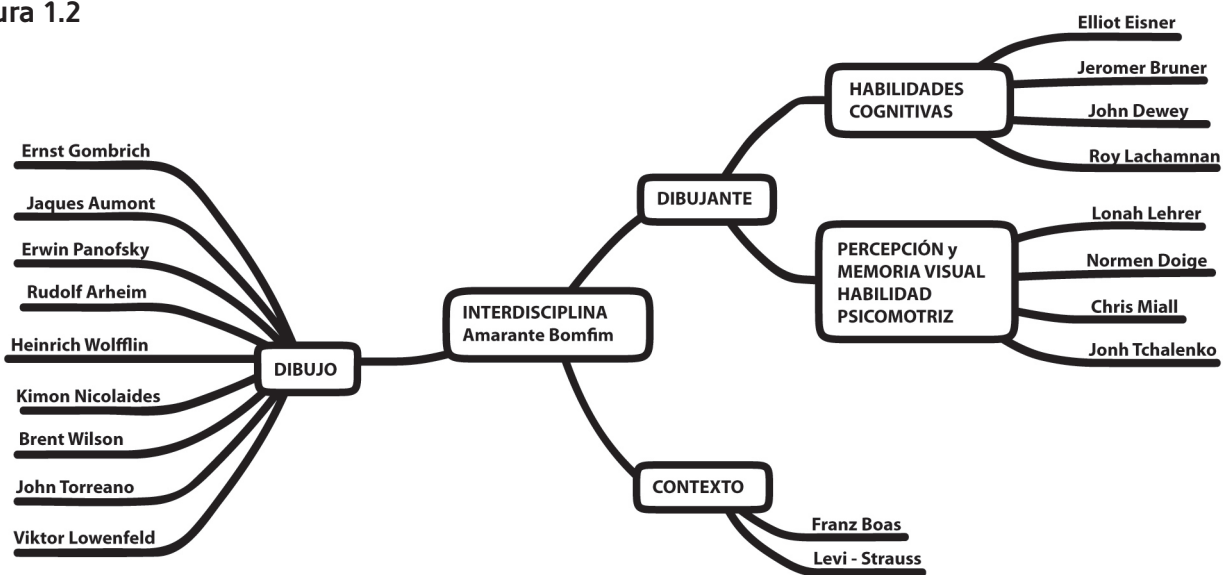 ura 1.2
Ernst Gombrich
Jaques Aumont
Erwin Panofsky
Rudolf Arheim
Heinrich Wolfflin
Kimon Nicolaides
Brent Wilson
John Torreano
Viktor Lowenfeld
DIBUJO
INTERDISCIPLINA
Amarante Bomfim
DIBUJANTE
HABILIDADES
COGNITIVAS
Elliot Eisner
Jeromer Bruner
John Dewey
Roy Lachamnan
PERCEPCIÓN y
MEMORIA VISUAL
HABILIDAD
PSICOMOTRIZ
Lonah Lehrer
Normen Doige
Chris Miall
Jonh Tchalenko
CONTEXTO
Franz Boas
Levi - Strauss